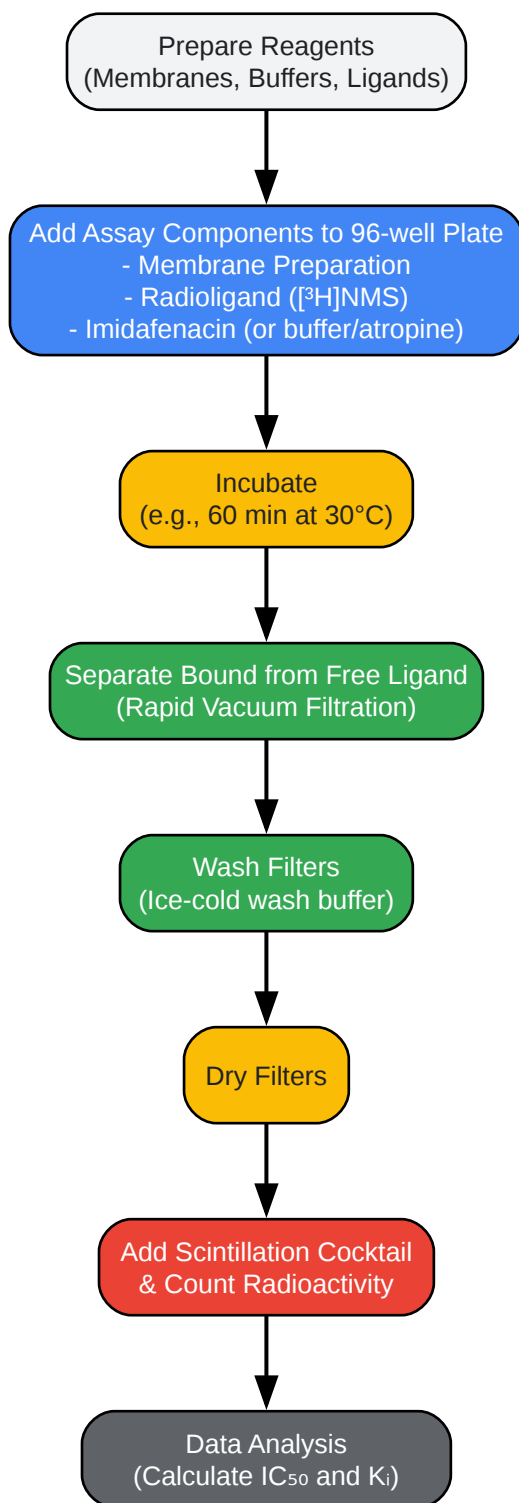 Prepare Reagents
(Membranes, Buffers, Ligands)
Add Assay Components to 96-well Plate
- Membrane Preparation
- Radioligand ([³H]NMS)
- Imidafenacin (or buffer/atropine)
Incubate
(e.g., 60 min at 30°C)
Separate Bound from Free Ligand
(Rapid Vacuum Filtration)
Wash Filters
(Ice-cold wash buffer)
Dry Filters
Add Scintillation Cocktail
& Count Radioactivity
Data Analysis
(Calculate IC₅₀ and Kᵢ)